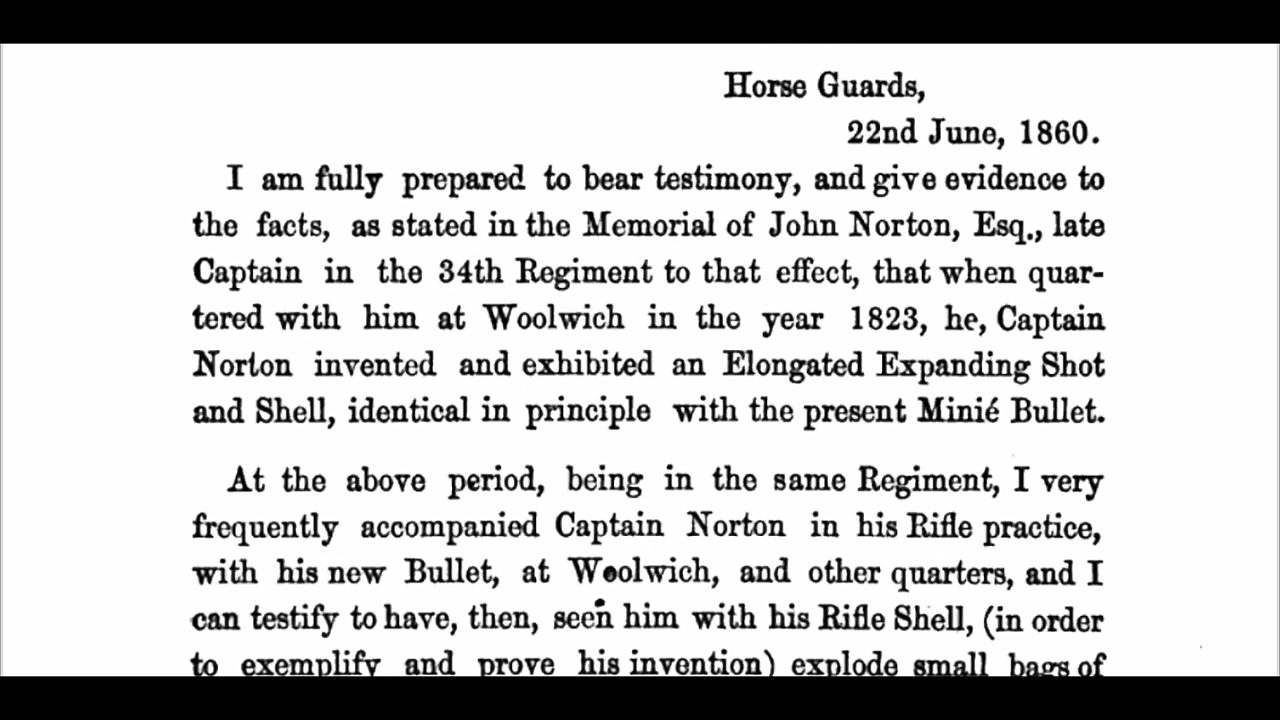 Horse Guards,
22nd June, 1860.
I am fully prepared to bear testimony, and give evidence to
the facts, as stated in the Memorial of John Norton, Esq., late
Captain in the 34th Regiment to that effect, that when quar-
tered with him at Woolwich in the year 1823, he, Captain
Norton invented and exhibited an Elongated Expanding Shot
and Shell, identical in principle with the present Minié Bullet.
At the above period, being in the same Regiment, I very
frequently accompanied Captain Norton in his Rifle practice,
with his new Bullet, at Woolwich, and other quarters, and I
can testify to have, then, seen him with his Rifle Shell, (in order
to exemplify and prove his invention) explode small bags of